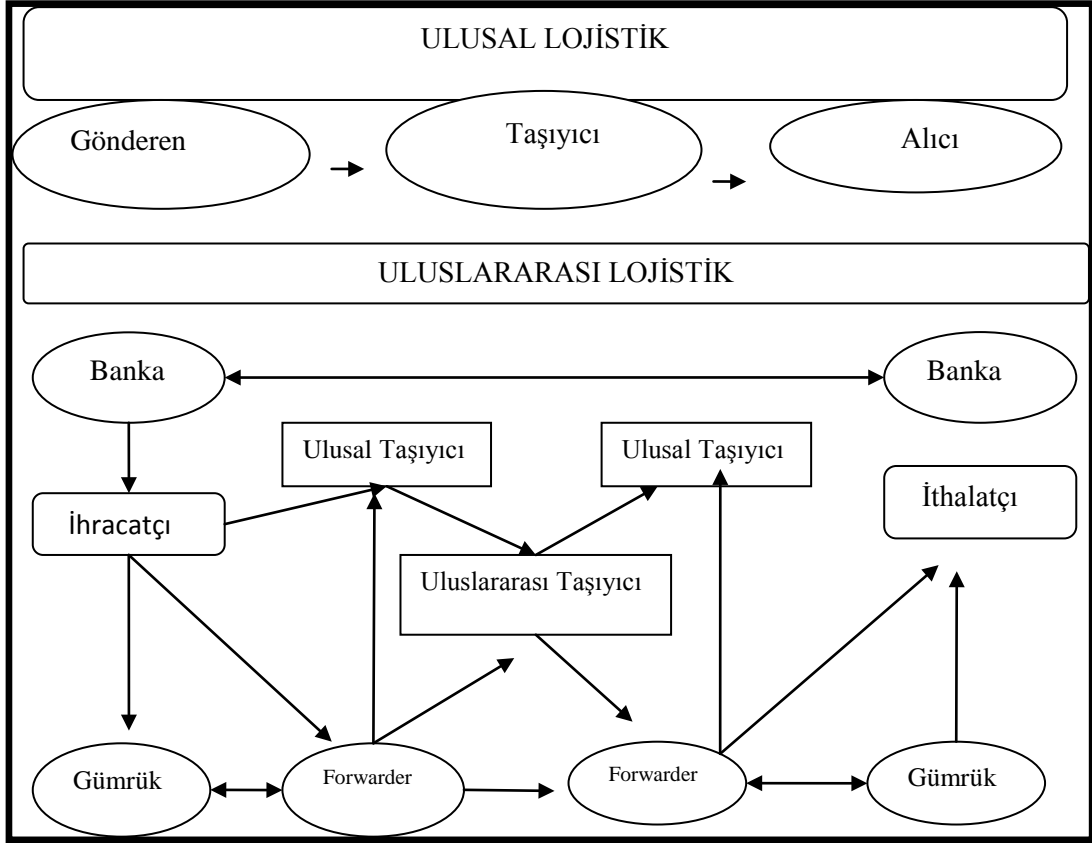 ULUSAL LOJİSTİK
Gönderen
Taşıyıcı
Alıcı
ULUSLARARASI LOJİSTİK
Banka
Banka
Ulusal Taşıyıcı
Ulusal Taşıyıcı
İhracatçı
İthalatçı
Uluslararası Taşıyıcı
Gümrük
Forwarder
Forwarder
Gümrük